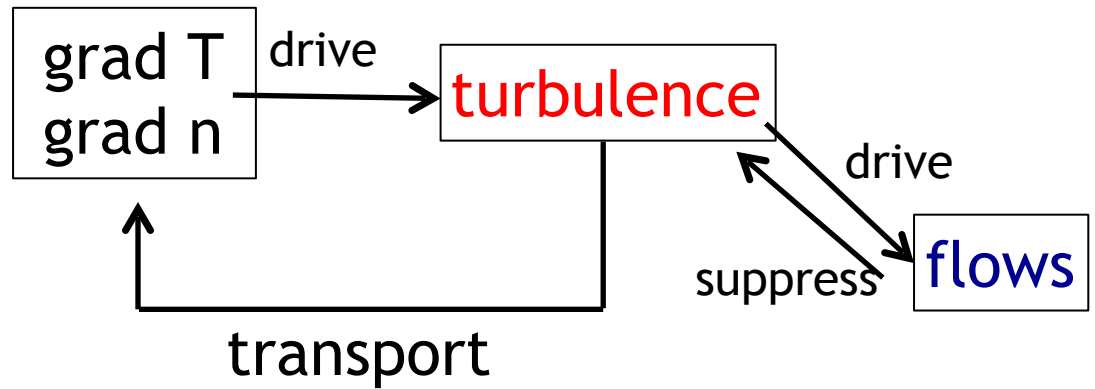 grad T
grad n
drive
turbulence
drive
suppress
flows
transport